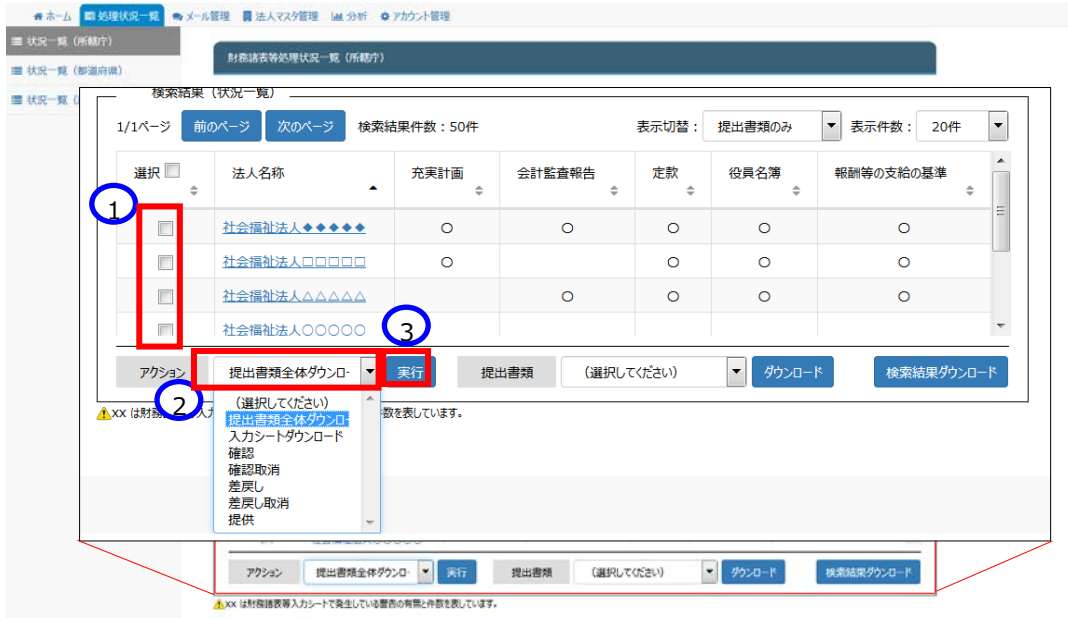 ホーム 処理状況一覧 メール管理 法人マスタ管理 分析 アカウント管理
状況一覧（所轄庁）
財務諸表等処理状況一覧（所轄庁）
状況一覧（都道府県）
状況一覧（
検索結果（状況一覧）
1/1ページ 前のページ 次のページ 検索結果件数：50件 表示切替： 提出書類のみ 表示件数： 20件
選択 法人名称 充実計画 会計監査報告 定款 役員名簿 報酬等の支給の基準
1
社会福祉法人◆◆◆◆◆ ○ ○ ○ ○ ○
社会福祉法人□□□□□ ○ ○ ○ ○
社会福祉法人△△△△△ ○ ○ ○ ○
社会福祉法人○○○○○
3
アクション 提出書類全体ダウンロ 実行 提出書類 （選択してください） ダウンロード 検索結果ダウンロード
2
xx は財務 入力 数を表しています。
（選択してください）
提出書類全体ダウンロ
入力シートダウンロード
確認
確認取消
差戻し
差戻し取消
提供
アクション 提出書類全体ダウンロ 実行 提出書類 （選択してください） ダウンロード 検索結果ダウンロード
xx は財務諸表等入力シートで発生している警告の有無と件数を表しています。